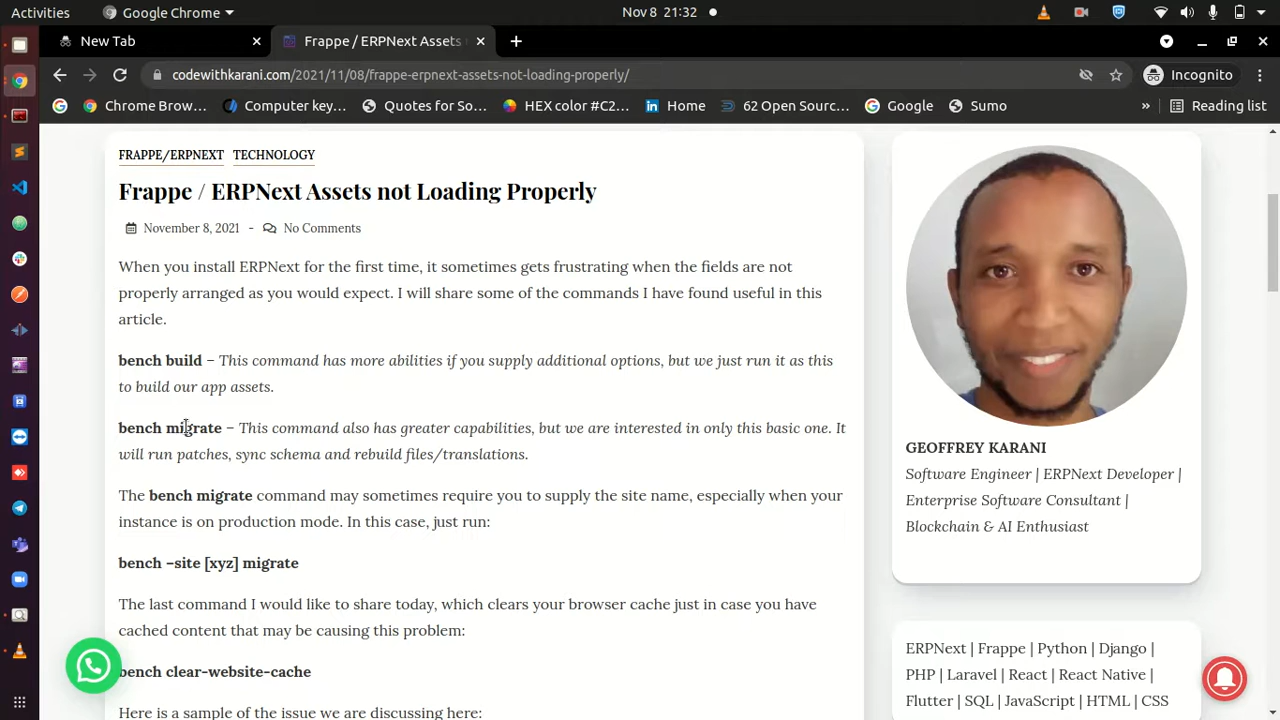 Activities
Google Chrome
Nov 8 21:32
New Tab
Frappe / ERPNext Assets
codewithkarani.com/2021/11/08/frappe-erpnext-assets-not-loading-properly/
Incognito
Chrome Brow...
Computer key...
Quotes for So...
HEX color #C2...
Home
62 Open Sourc...
Google
Sumo
»
Reading list
FRAPPE/ERPNEXT TECHNOLOGY
Frappe / ERPNext Assets not Loading Properly
November 8, 2021 - No Comments
When you install ERPNext for the first time, it sometimes gets frustrating when the fields are not
properly arranged as you would expect. I will share some of the commands I have found useful in this
article.
bench build – This command has more abilities if you supply additional options, but we just run it as this
to build our app assets.
bench migrate – This command also has greater capabilities, but we are interested in only this basic one. It
will run patches, sync schema and rebuild files/translations.
The bench migrate command may sometimes require you to supply the site name, especially when your
instance is on production mode. In this case, just run:
bench –site [xyz] migrate
The last command I would like to share today, which clears your browser cache just in case you have
cached content that may be causing this problem:
bench clear-website-cache
Here is a sample of the issue we are discussing here:
GEOFFREY KARANI
Software Engineer | ERPNext Developer |
Enterprise Software Consultant |
Blockchain & AI Enthusiast
ERPNext | Frappe | Python | Django |
PHP | Laravel | React | React Native |
Flutter | SQL | JavaScript | HTML | CSS